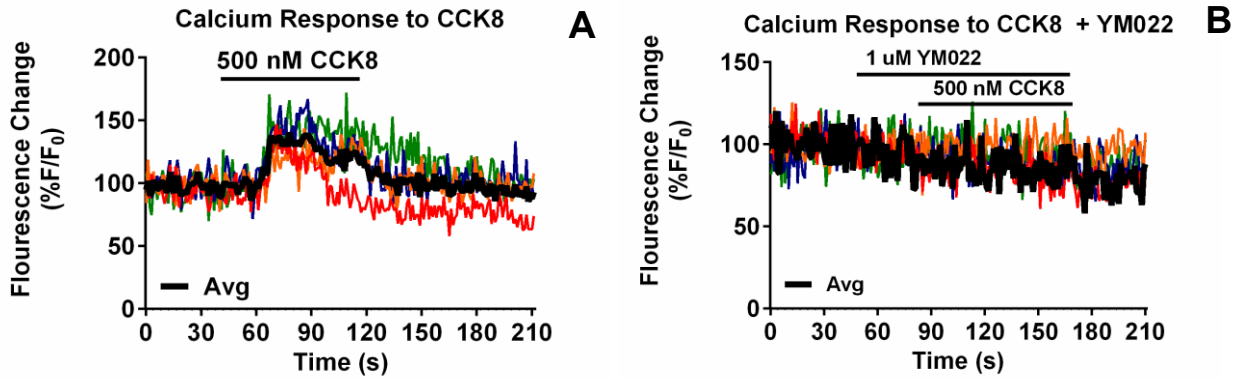 Calcium Response to CCK8
A
500 nM CCK8
Flourescence Change
(%F/F0)
200
150
100
50
0
Avg
0 30 60 90 120 150 180 210
Time (s)
Calcium Response to CCK8 + YM022
B
1 uM YM022
500 nM CCK8
Flourescence Change
(%F/F0)
150
100
50
0
Avg
0 30 60 90 120 150 180 210
Time (s)